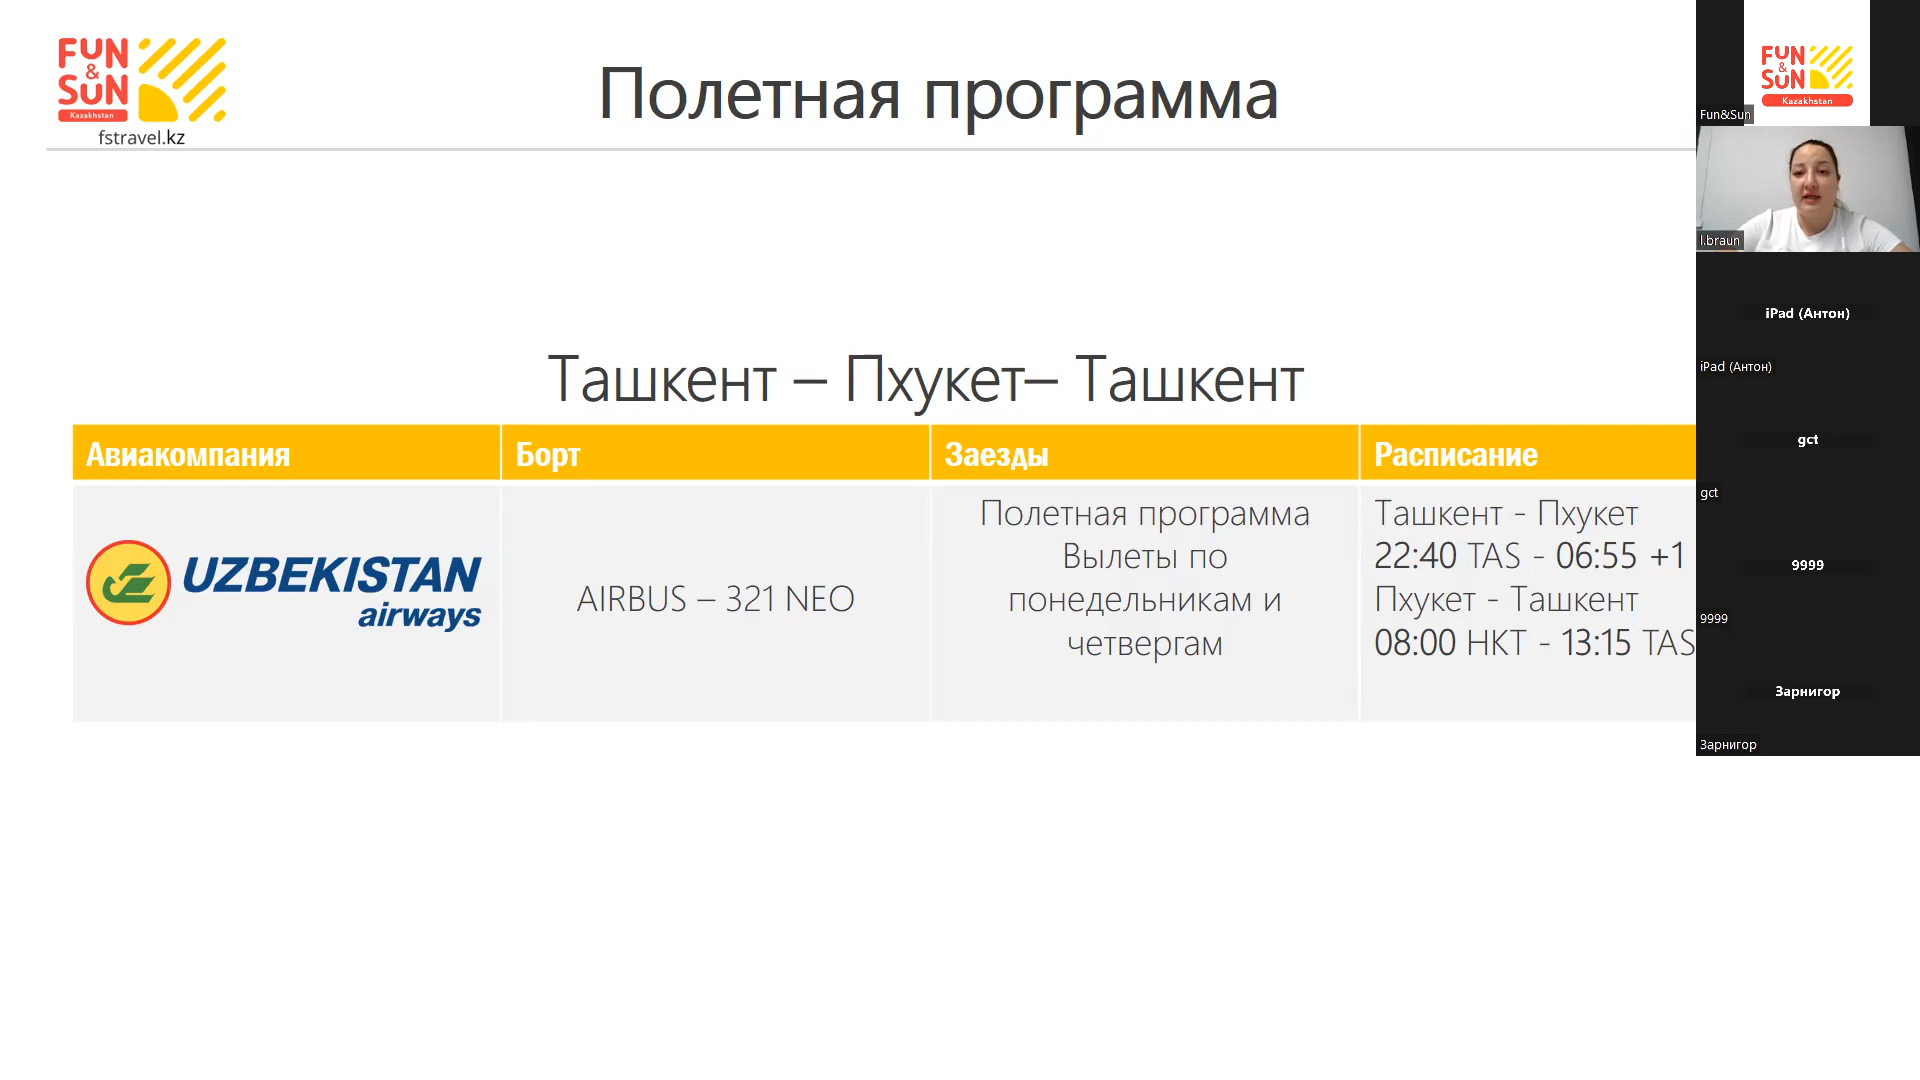 FUN
&
SUN
Kazakhstan
fstravel.kz
Полетная программа
Ташкент – Пхукет– Ташкент
Авиакомпания
Борт
Заезды
Расписание
UZBEKISTAN
airways
AIRBUS – 321 NEO
Полетная программа
Вылеты по
понедельникам и
четвергам
Ташкент - Пхукет
22:40 TAS - 06:55 +1
Пхукет - Ташкент
08:00 HKT - 13:15 TAS
FUN
&
SUN
Kazakhstan
Fun&Sun
l.braun
iPad (Антон)
iPad (Антон)
gct
gct
9999
9999
Зарнигор
Зарнигор